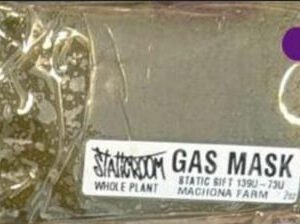 STATICROOM
WHOLE PLANT
GAS MASK
STATIC SIFT 139U-73U
MACHONA FARM